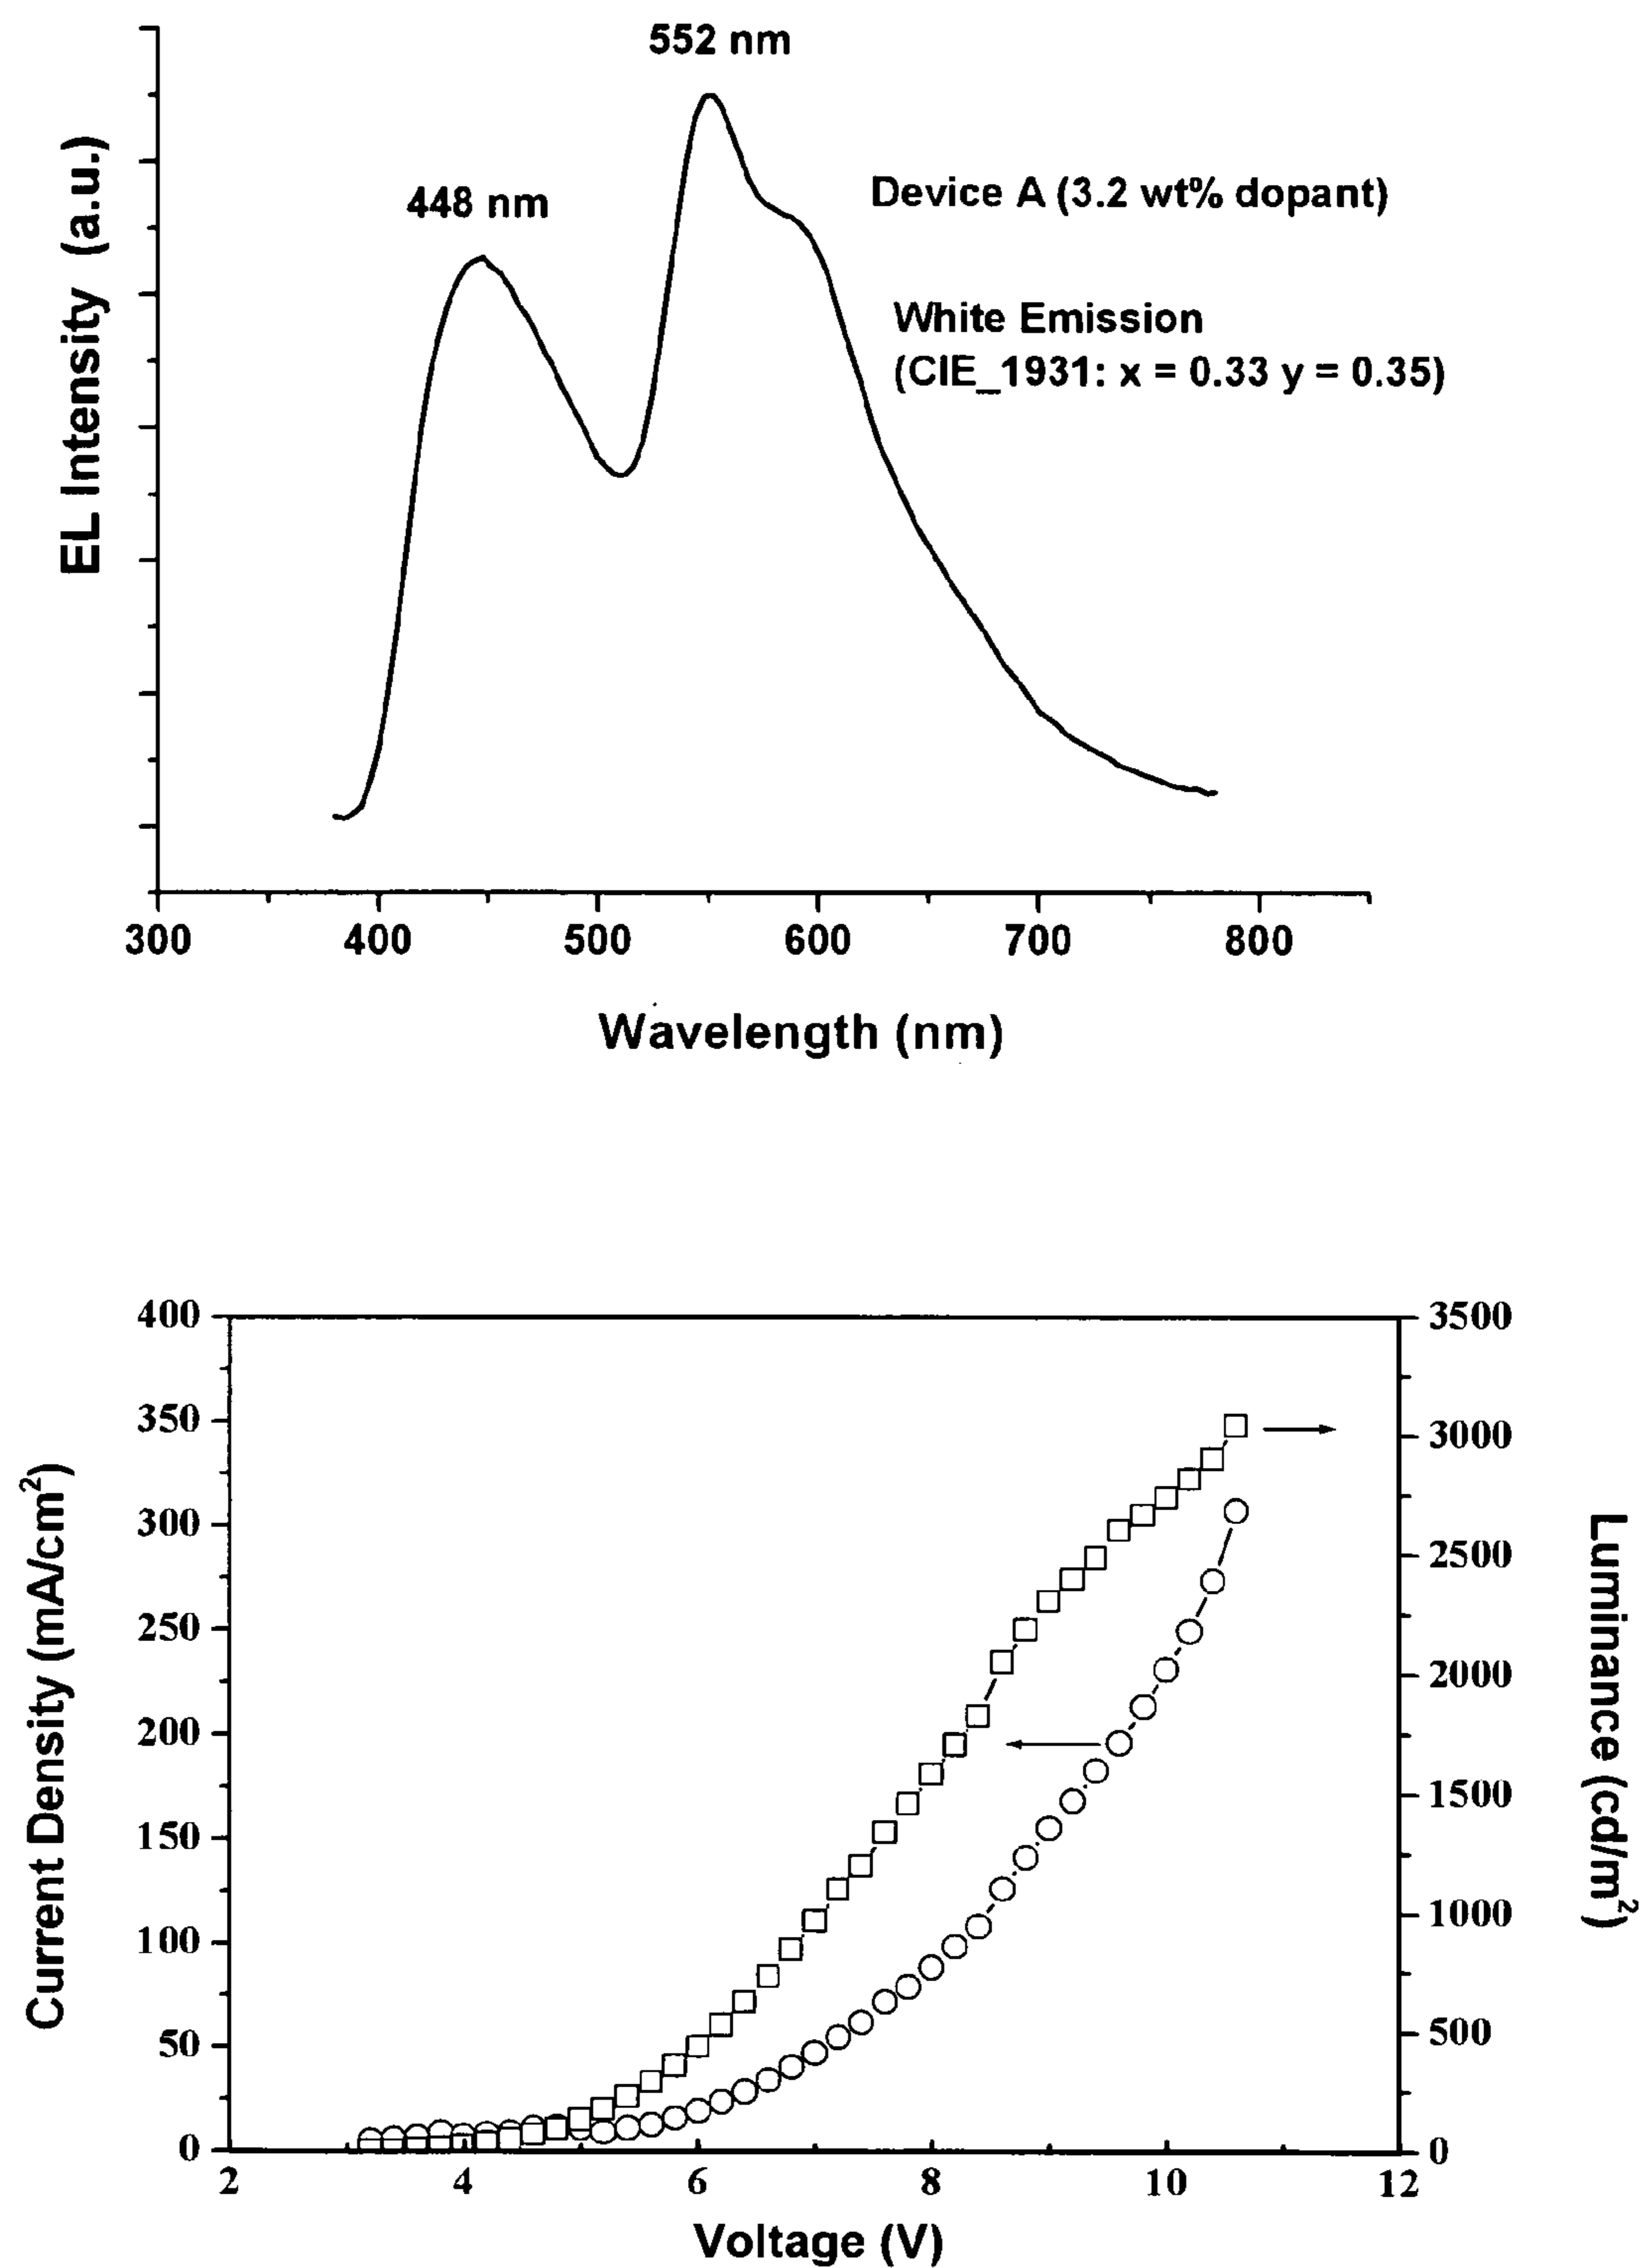 552 nm
448 nm
Device A (3.2 wt% dopant)
White Emission
(CIE_1931: x = 0.33 y = 0.35)
EL Intensity (a.u.)
300 400 500 600 700 800
Wavelength (nm)
400
350
300
250
200
150
100
50
0
Current Density (mA/cm²)
3500
3000
2500
2000
1500
1000
500
0
Luminance (cd/m²)
2 4 6 8 10 12
Voltage (V)